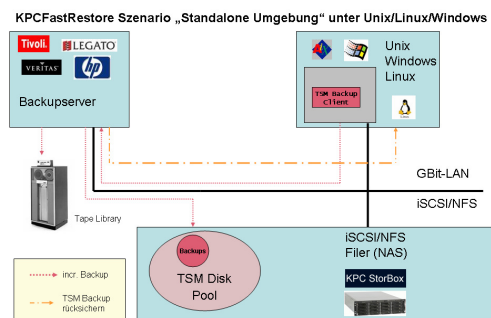 KPCFastRestore Szenario „Standalone Umgebung“ unter Unix/Linux/Windows
Tivoli.
LEGATO
VERITAS
hp
Backupserver
Unix
Windows
Linux
TSM Backup
Client
GBit-LAN
iSCSI/NFS
Tape Library
iSCSI/NFS
Filer (NAS)
KPC StorBox
Backups
TSM Disk
Pool
incr. Backup
TSM Backup
rücksichern